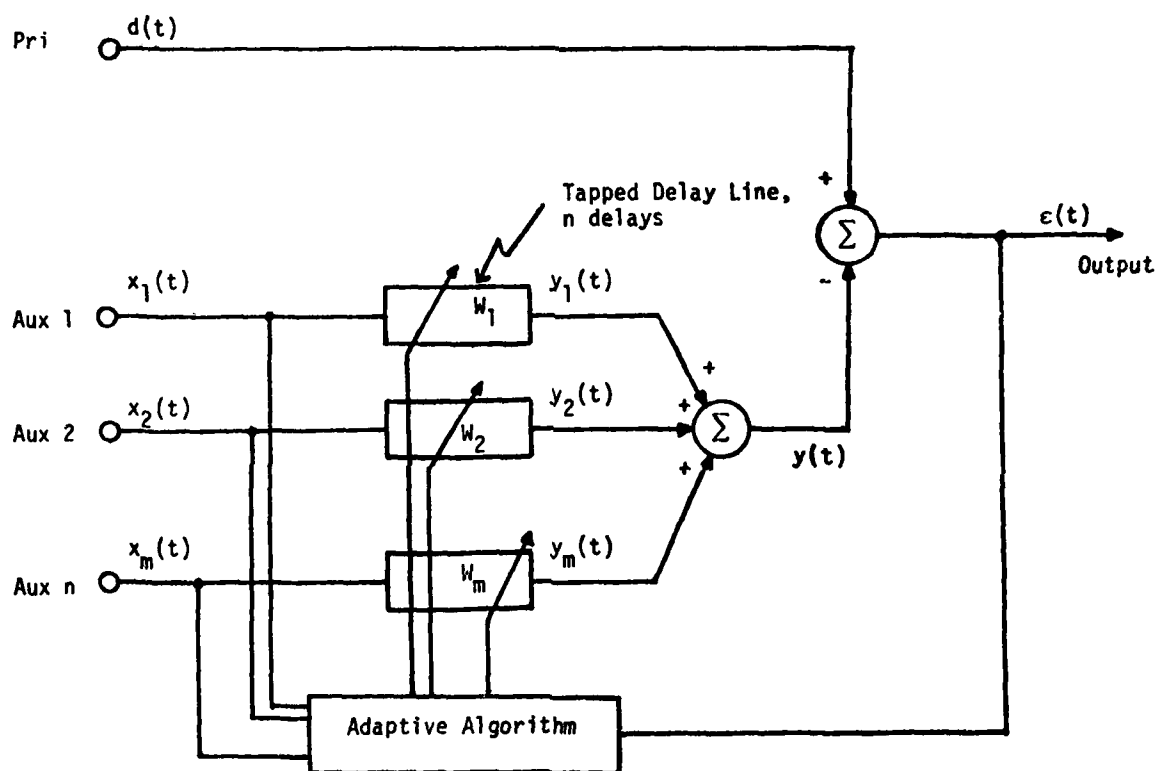 Pri
d(t)
Tapped Delay Line,
n delays
+
Σ
ε(t)
-
Output
Aux 1
x₁(t)
W₁
y₁(t)
+
Aux 2
x₂(t)
W₂
y₂(t)
+
Σ
y(t)
+
Aux n
xₘ(t)
Wₘ
yₘ(t)
Adaptive Algorithm